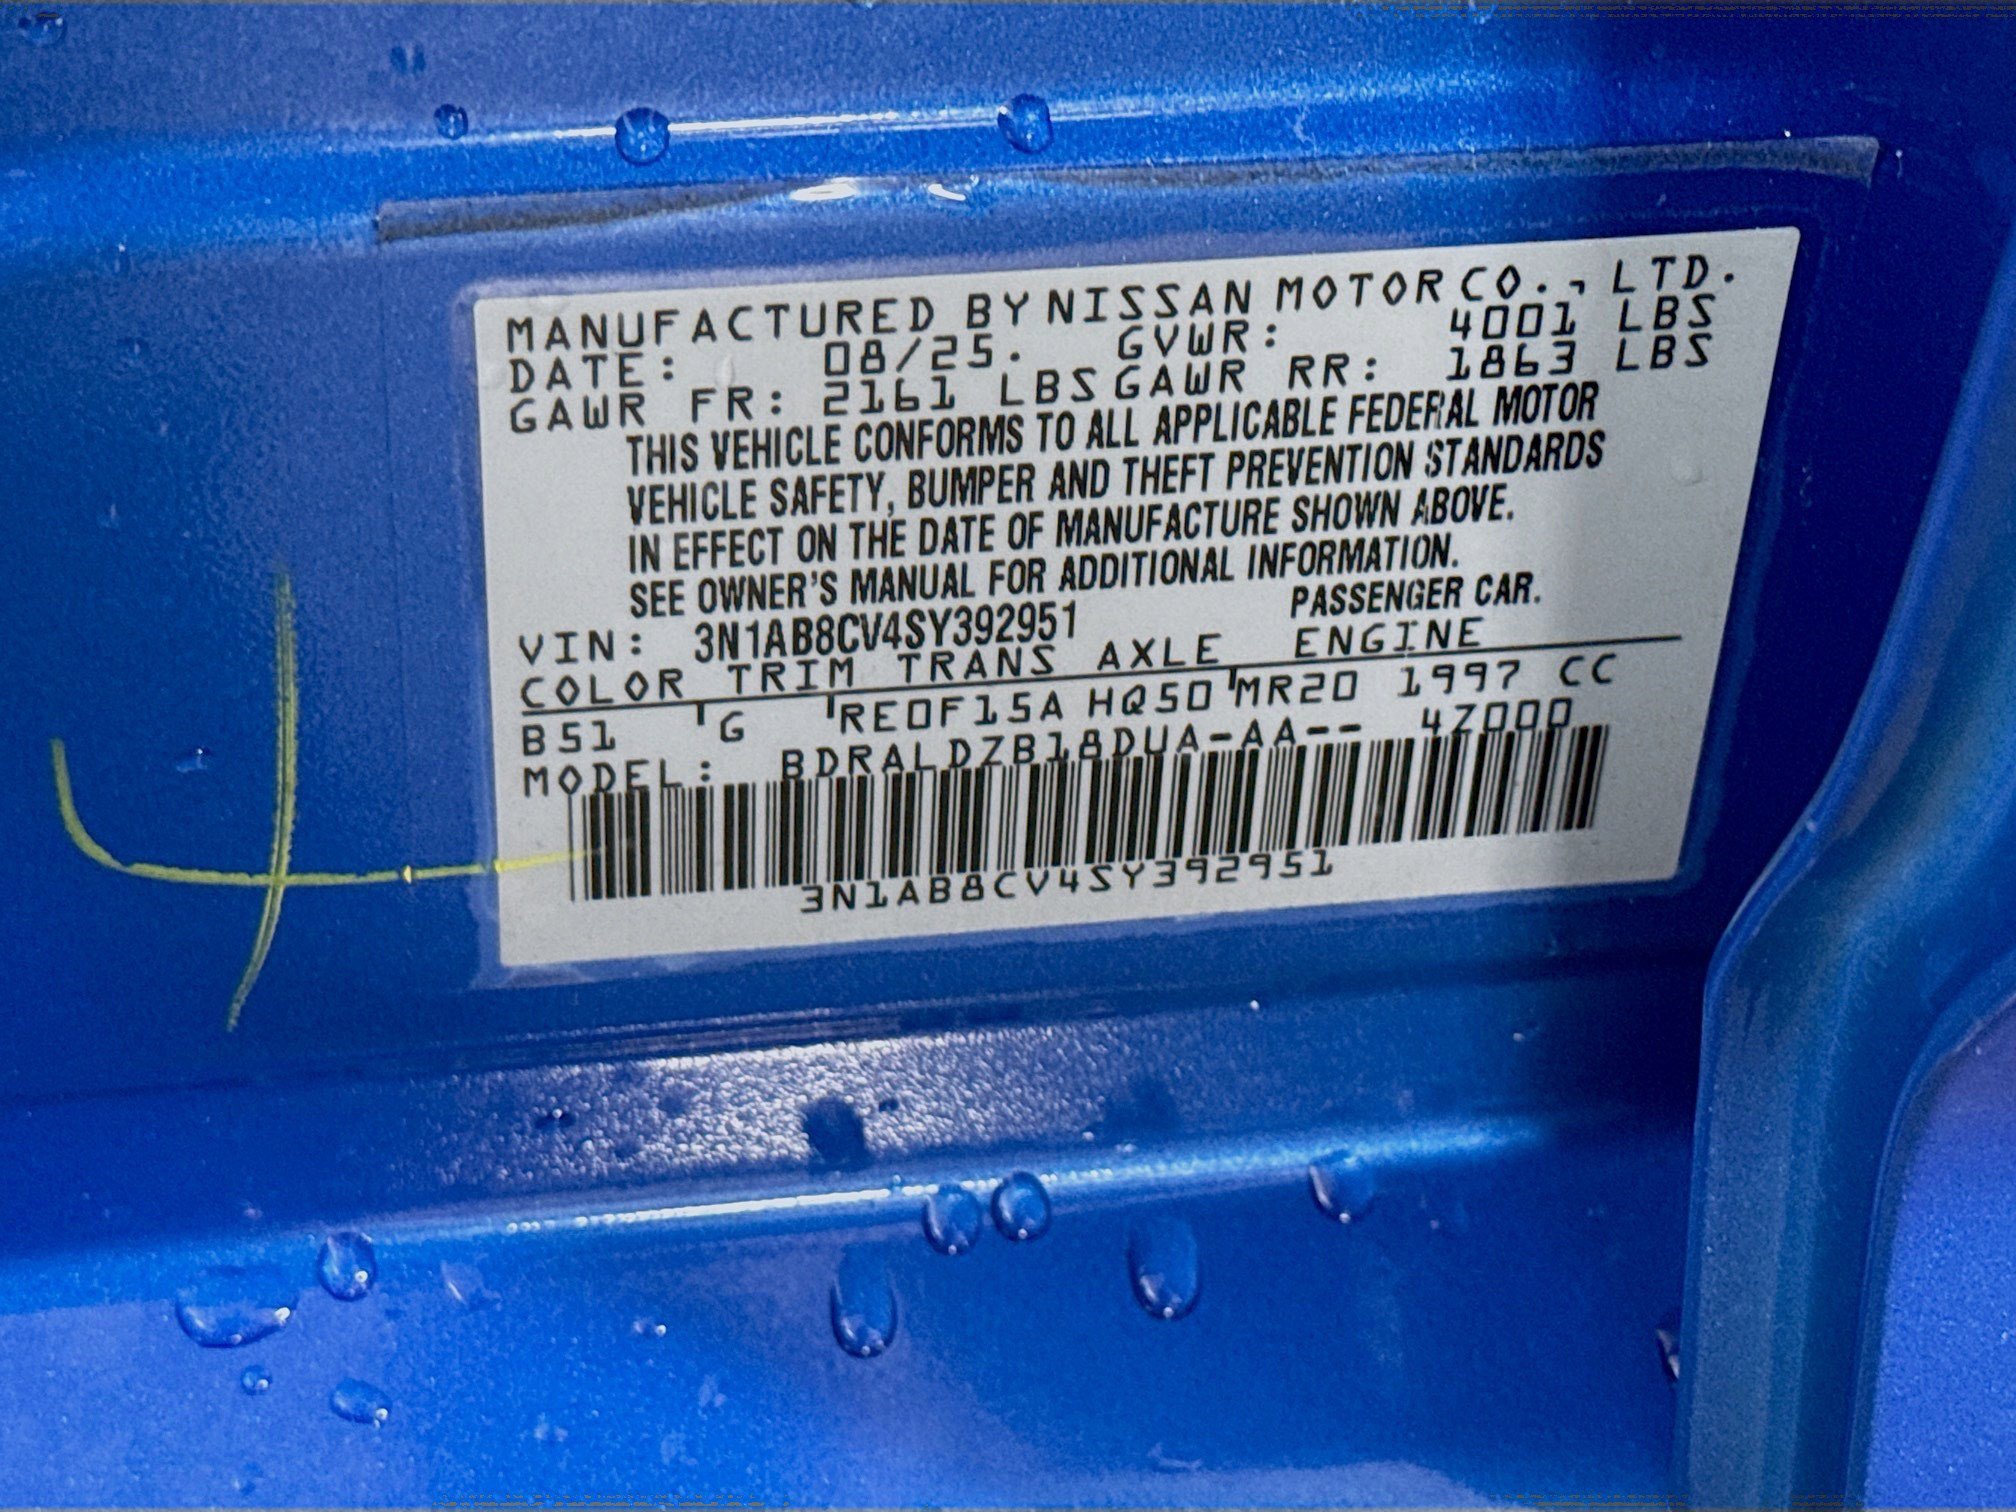 MANUFACTURED BY NISSAN MOTOR CO., LTD.
DATE: 08/25. GVWR: 4001 LBS
GAWR FR: 2161 LBS GAWR RR: 1863 LBS
THIS VEHICLE CONFORMS TO ALL APPLICABLE FEDERAL MOTOR
VEHICLE SAFETY, BUMPER AND THEFT PREVENTION STANDARDS
IN EFFECT ON THE DATE OF MANUFACTURE SHOWN ABOVE.
SEE OWNER'S MANUAL FOR ADDITIONAL INFORMATION.
VIN: 3N1AB8CV4SY392951 PASSENGER CAR.
COLOR TRIM TRANS AXLE ENGINE
B51 G RE0F15A HQ50 MR20 1997 CC
MODEL: BDRALDZB18DUA-AA-- 4Z000
3N1AB8CV4SY392951
4